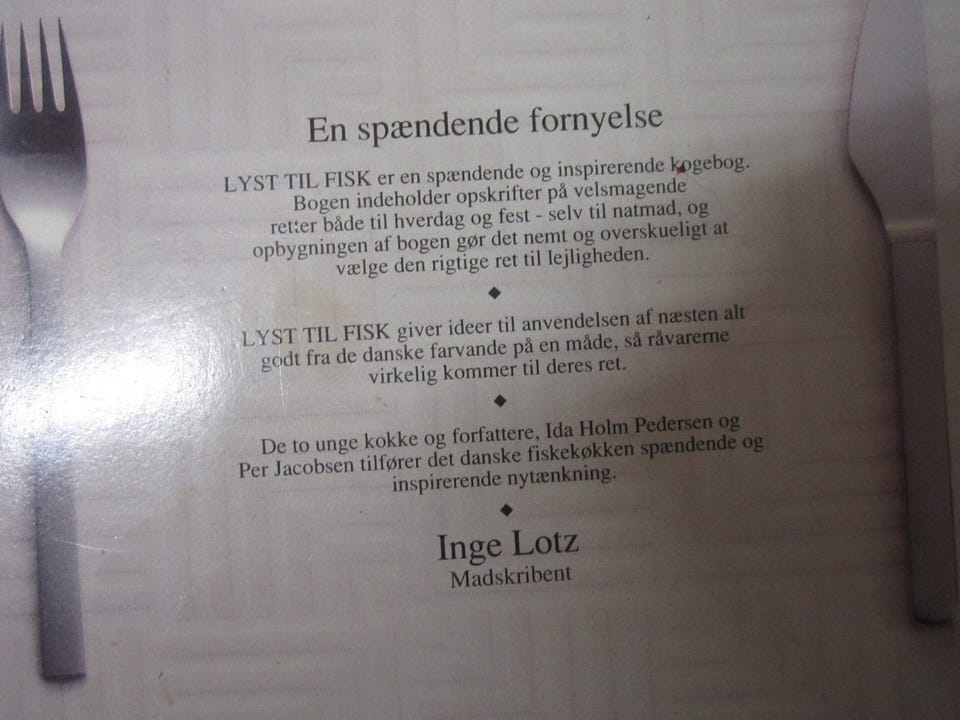 En spændende fornyelse
LYST TIL FISK er en spændende og inspirerende kogebog.
Bogen indeholder opskrifter på velsmagende
retter både til hverdag og fest - selv til natmad, og
opbygningen af bogen gør det nemt og overskueligt at
vælge den rigtige ret til lejligheden.
LYST TIL FISK giver ideer til anvendelsen af næsten alt
godt fra de danske farvande på en måde, så råvarerne
virkelig kommer til deres ret.
De to unge kokke og forfattere, Ida Holm Pedersen og
Per Jacobsen tilfører det danske fiskekøkken spændende og
inspirerende nytænkning.
Inge Lotz
Madskribent